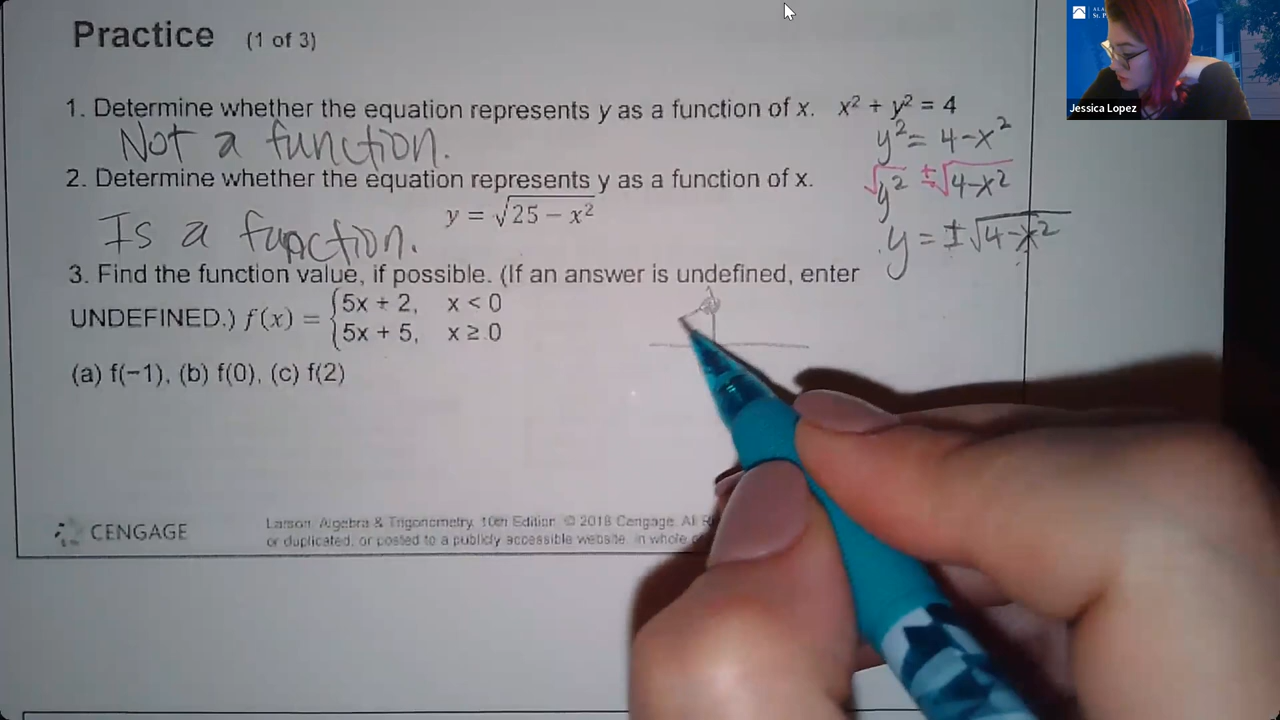 Practice (1 of 3)
Jessica Lopez
1. Determine whether the equation represents y as a function of x. x² + y² = 4
Not a function.
y² = 4-x²
2. Determine whether the equation represents y as a function of x.
√y² ±√4-x²
y = √25 − x²
Is a function.
y = ±√4-x²
3. Find the function value, if possible. (If an answer is undefined, enter
UNDEFINED.) f(x) = {5x + 2, x < 0
5x + 5, x ≥ 0
(a) f(−1), (b) f(0), (c) f(2)
CENGAGE
Larson, Algebra & Trigonometry, 10th Edition. © 2018 Cengage. All
or duplicated, or posted to a publicly accessible website, in whole